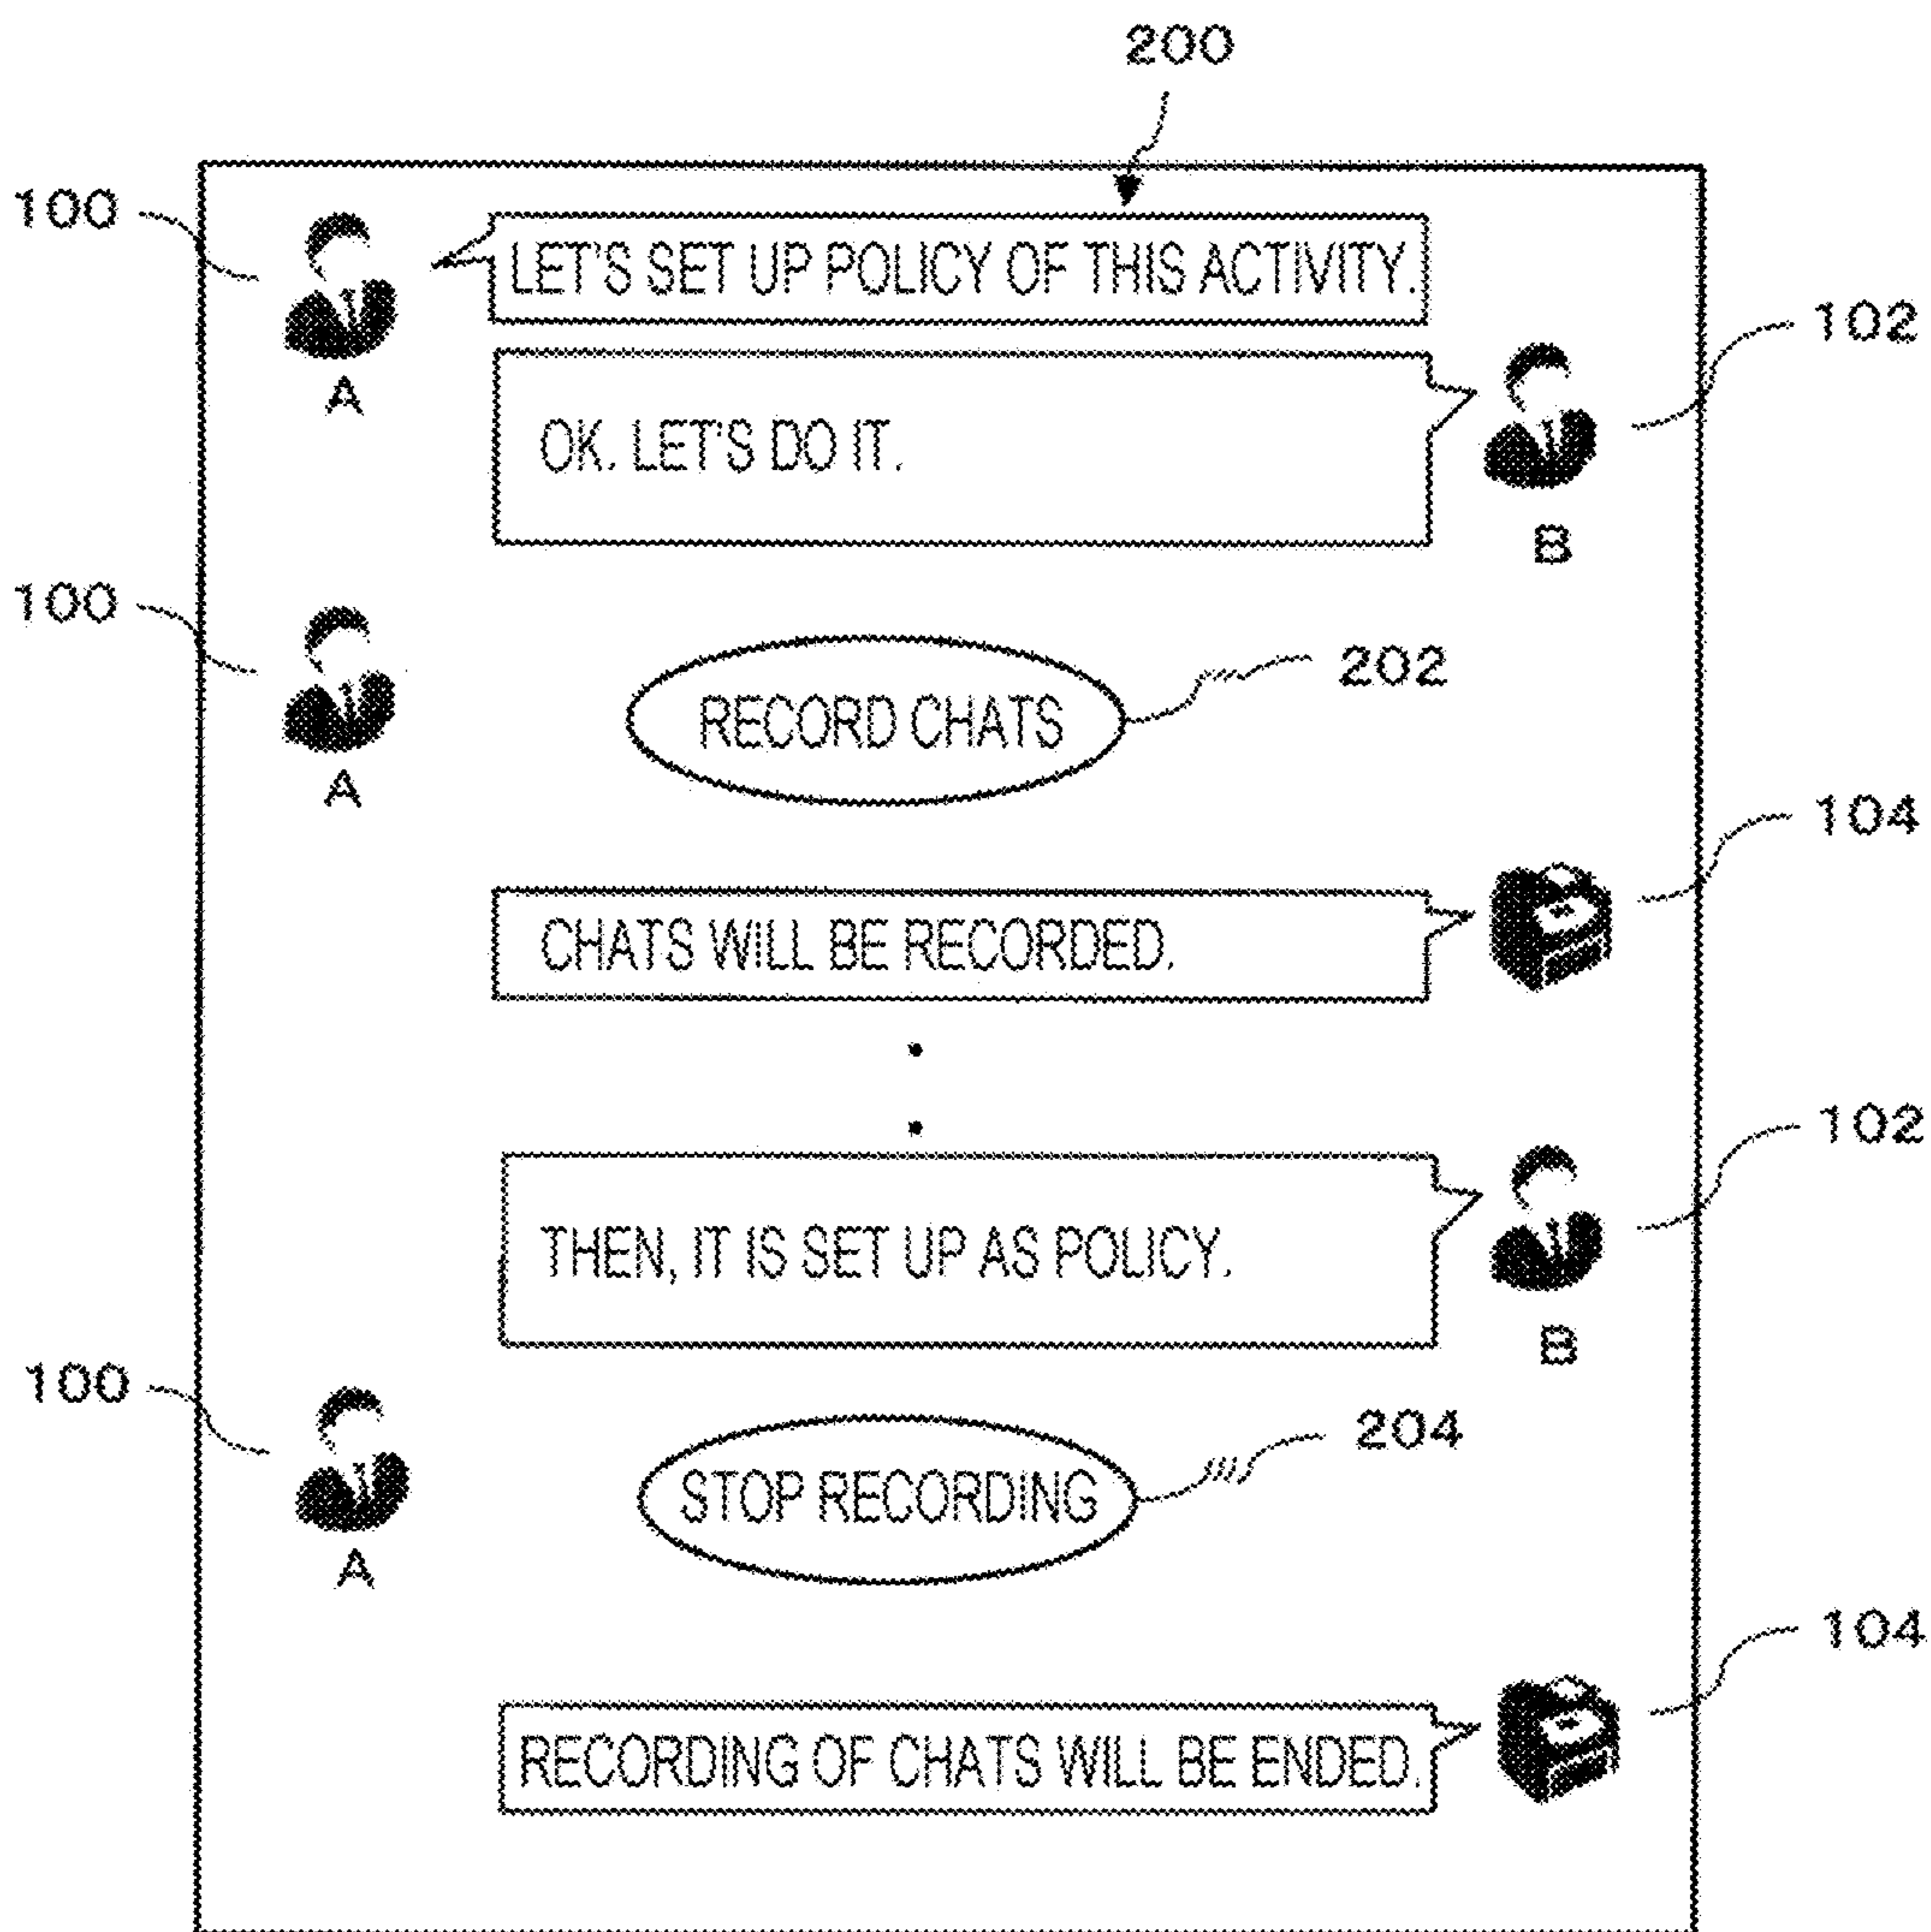 200
100
LET'S SET UP POLICY OF THIS ACTIVITY.
A
102
OK. LET'S DO IT.
B
100
A
RECORD CHATS
202
104
CHATS WILL BE RECORDED.
102
THEN, IT IS SET UP AS POLICY.
B
100
A
STOP RECORDING
204
104
RECORDING OF CHATS WILL BE ENDED.